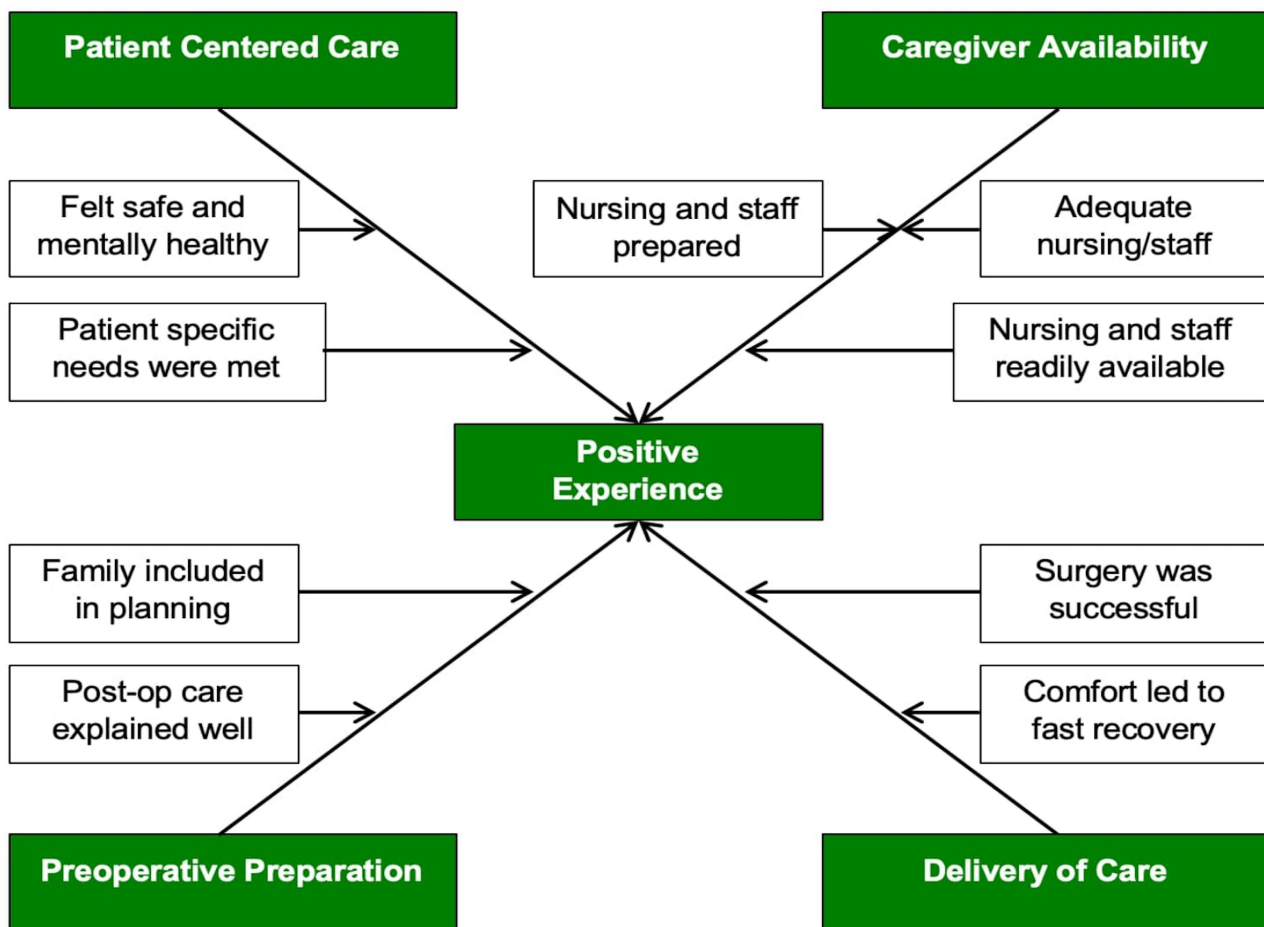 Patient Centered Care
Caregiver Availability
Felt safe and
mentally healthy
Nursing and staff
prepared
Adequate
nursing/staff
Patient specific
needs were met
Nursing and staff
readily available
Positive
Experience
Family included
in planning
Surgery was
successful
Post-op care
explained well
Comfort led to
fast recovery
Preoperative Preparation
Delivery of Care